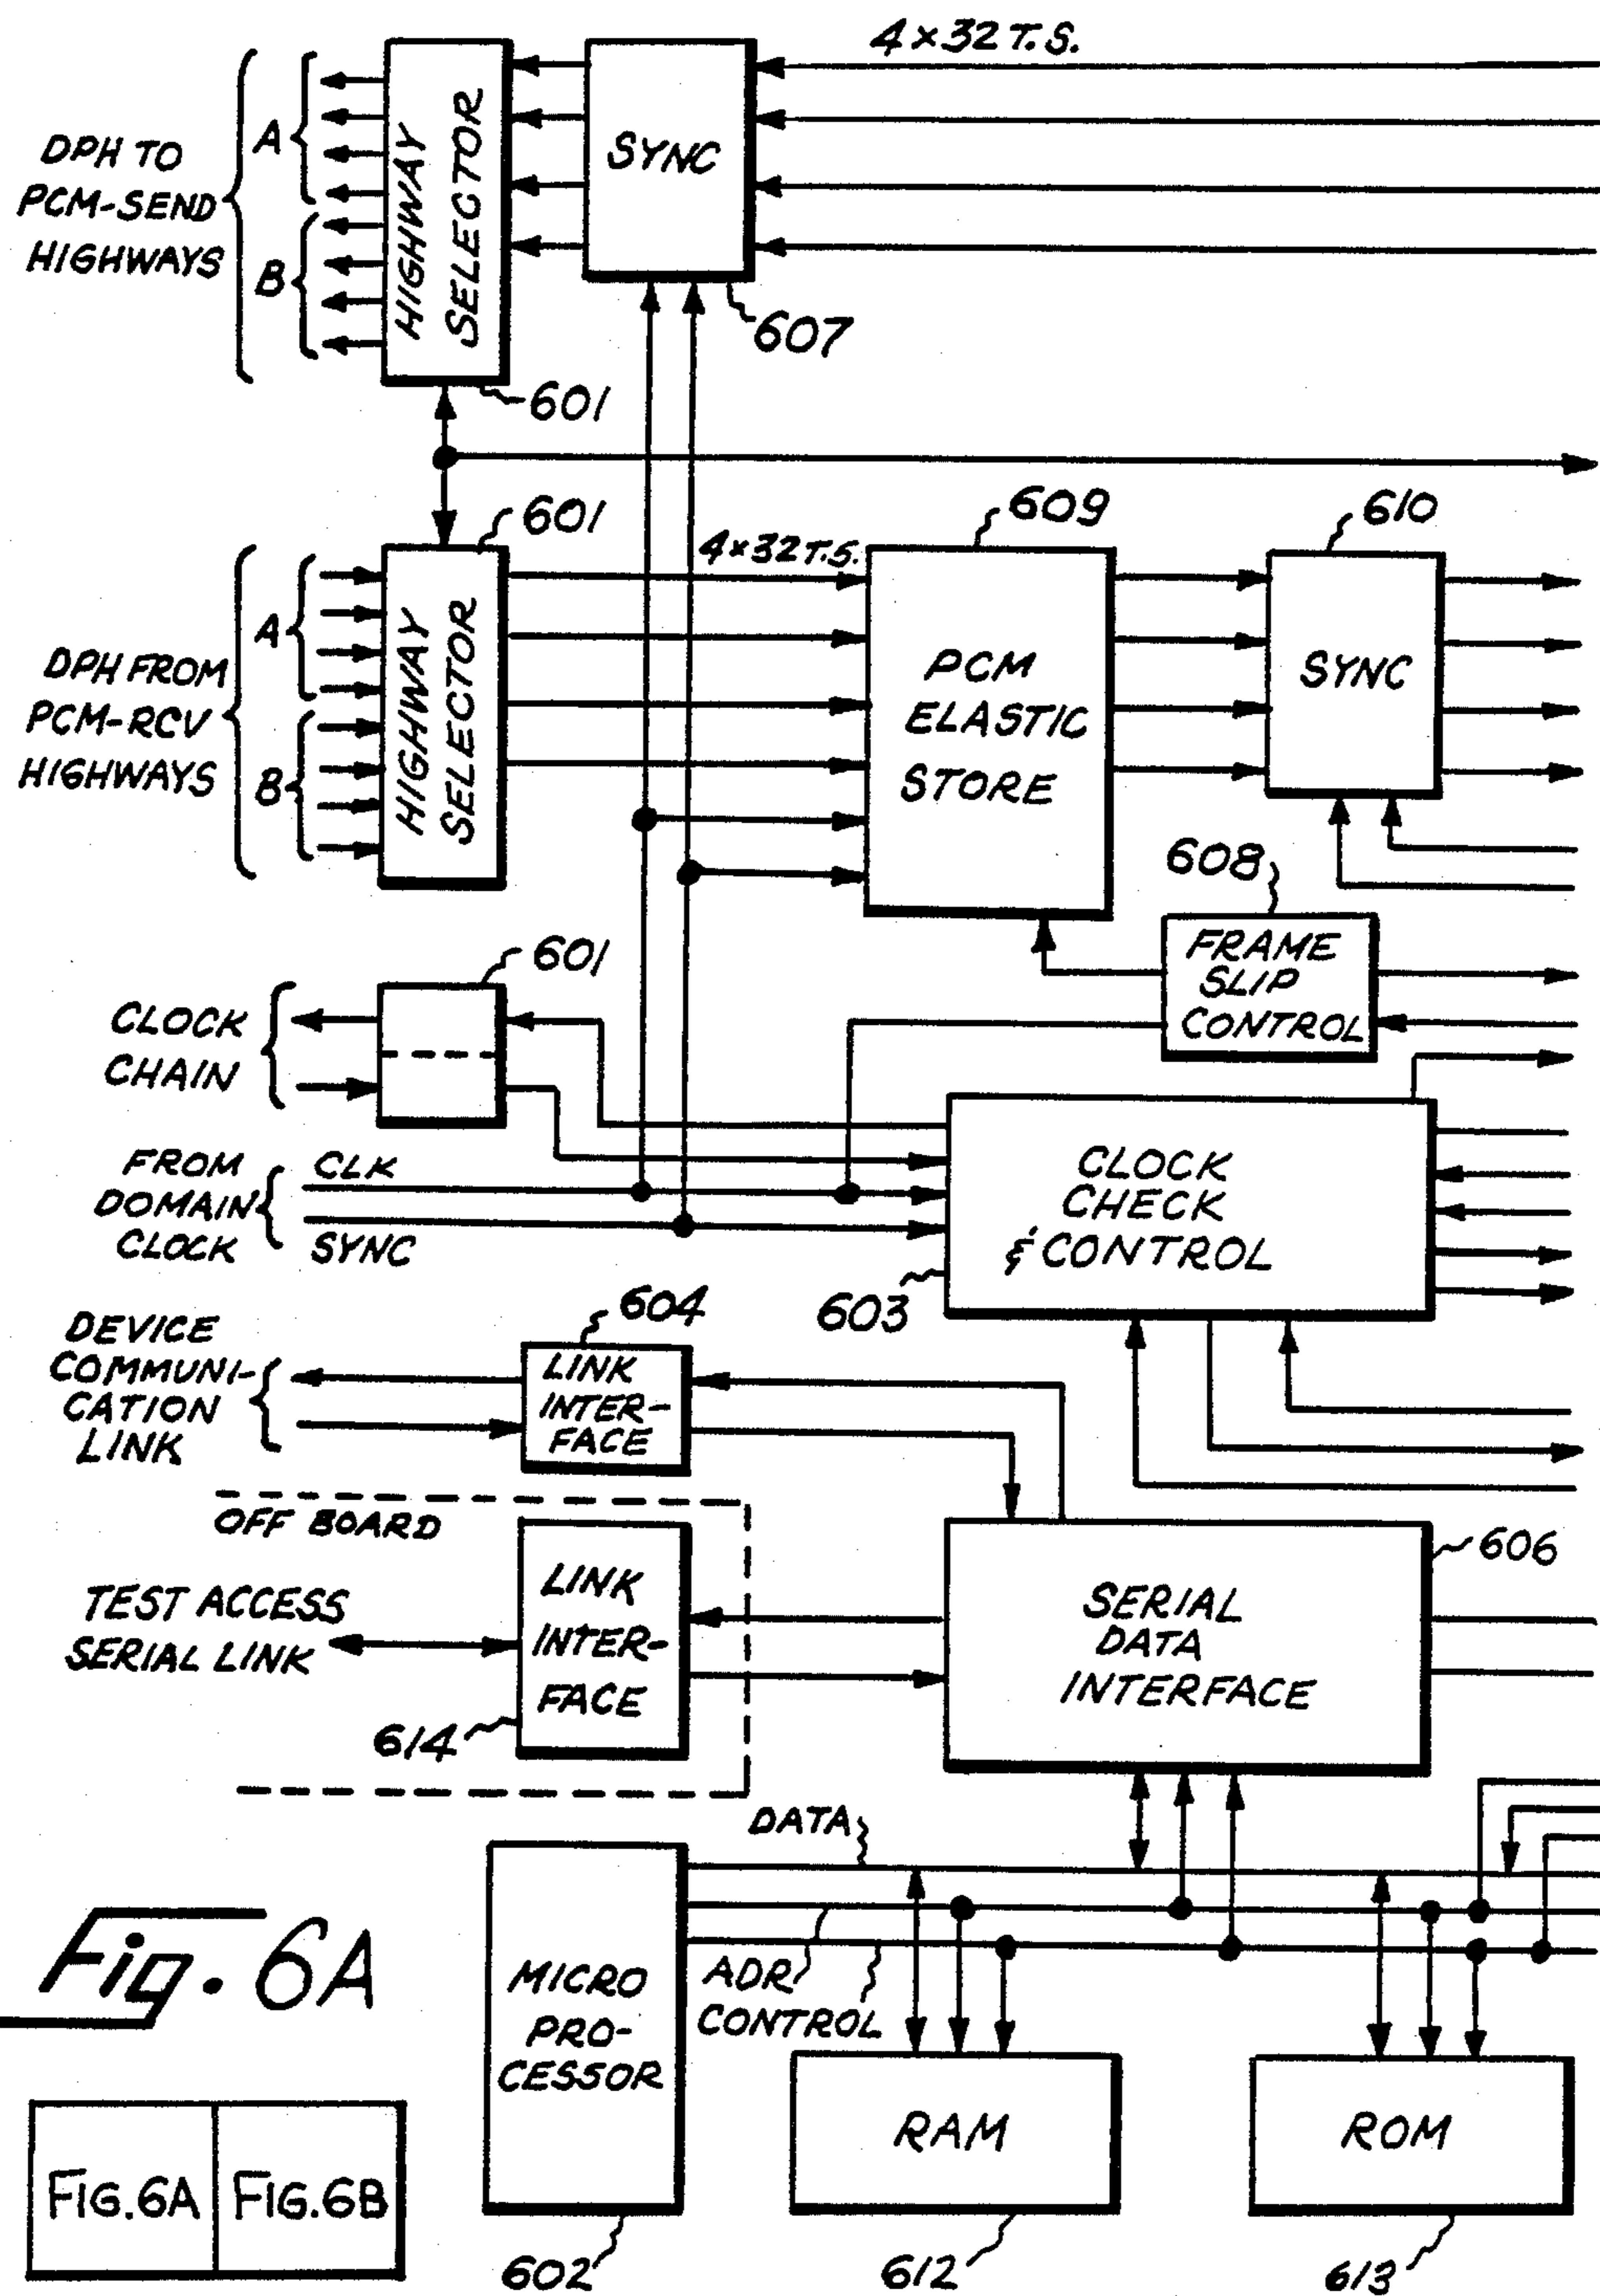 4×32 T.S.
DPH TO
PCM-SEND
HIGHWAYS
A
B
HIGHWAY
SELECTOR
SYNC
607
601
DPH FROM
PCM-RCV
HIGHWAYS
A
B
601
HIGHWAY
SELECTOR
4×32 T.S.
609
PCM
ELASTIC
STORE
610
SYNC
608
FRAME
SLIP
CONTROL
601
CLOCK
CHAIN
FROM
DOMAIN
CLOCK
CLK
SYNC
CLOCK
CHECK
& CONTROL
603
DEVICE
COMMUNI-
CATION
LINK
604
LINK
INTER-
FACE
OFF BOARD
TEST ACCESS
SERIAL LINK
LINK
INTER-
FACE
614
606
SERIAL
DATA
INTERFACE
DATA
ADR
CONTROL
MICRO
PRO-
CESSOR
602
RAM
612
ROM
613
Fig. 6A
FIG.6A FIG.6B